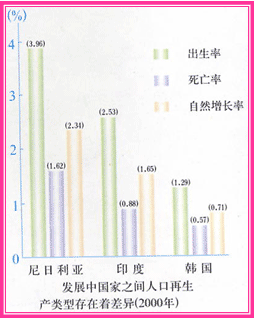 (%)
4
3
2
1
0
(3.96)
(1.62)
(2.34)
(2.53)
(0.88)
(1.65)
(1.29)
(0.57)
(0.71)
出生率
死亡率
自然增长率
尼日利亚 印度 韩国
发展中国家之间人口再生
产类型存在着差异(2000年)